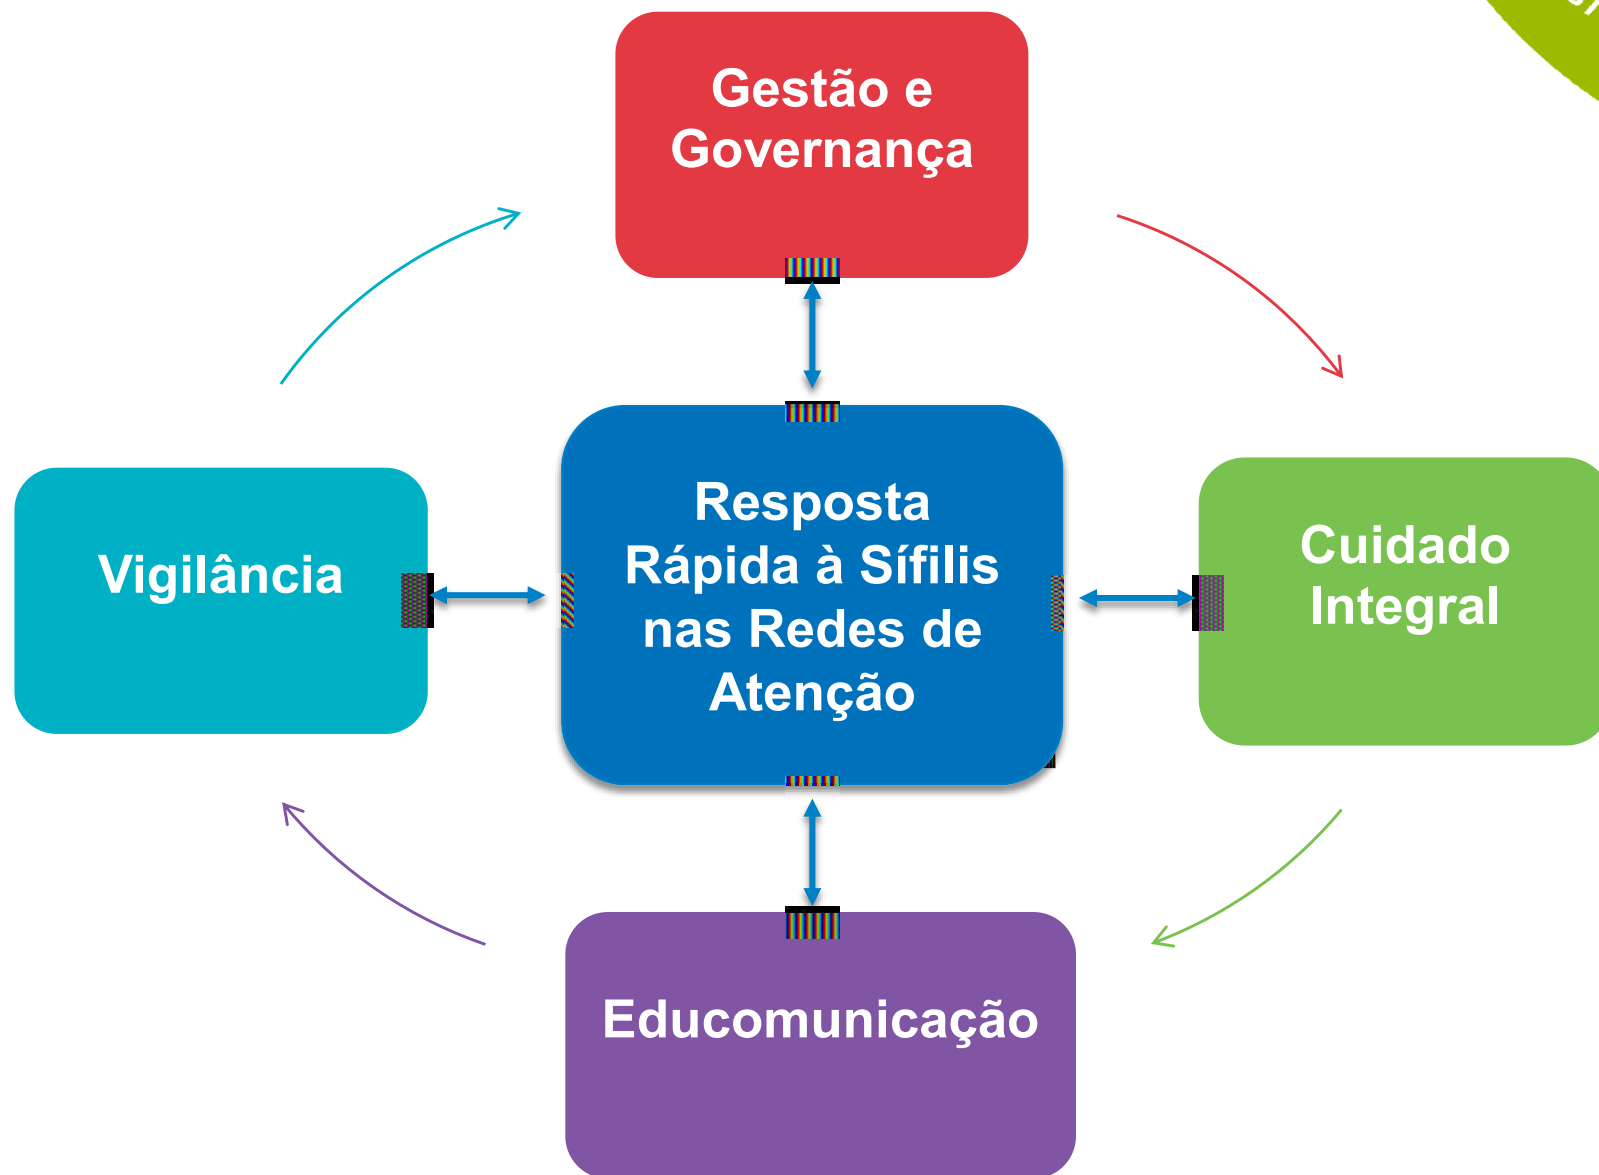 Gestão e
Governança
Vigilância
Resposta
Rápida à Sífilis
nas Redes de
Atenção
Cuidado
Integral
Educomunicação